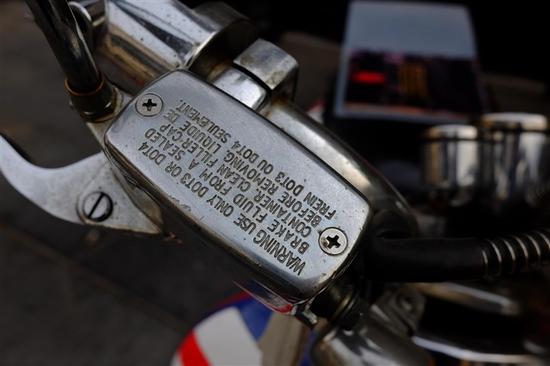 WARNING USE ONLY DOT3 OR DOT4
BRAKE FLUID FROM A SEALED
CONTAINER CLEAN FILLER CAP
BEFORE REMOVING LIQUIDE DE
FREIN DOT3 OU DOT4 SEULEMENT.